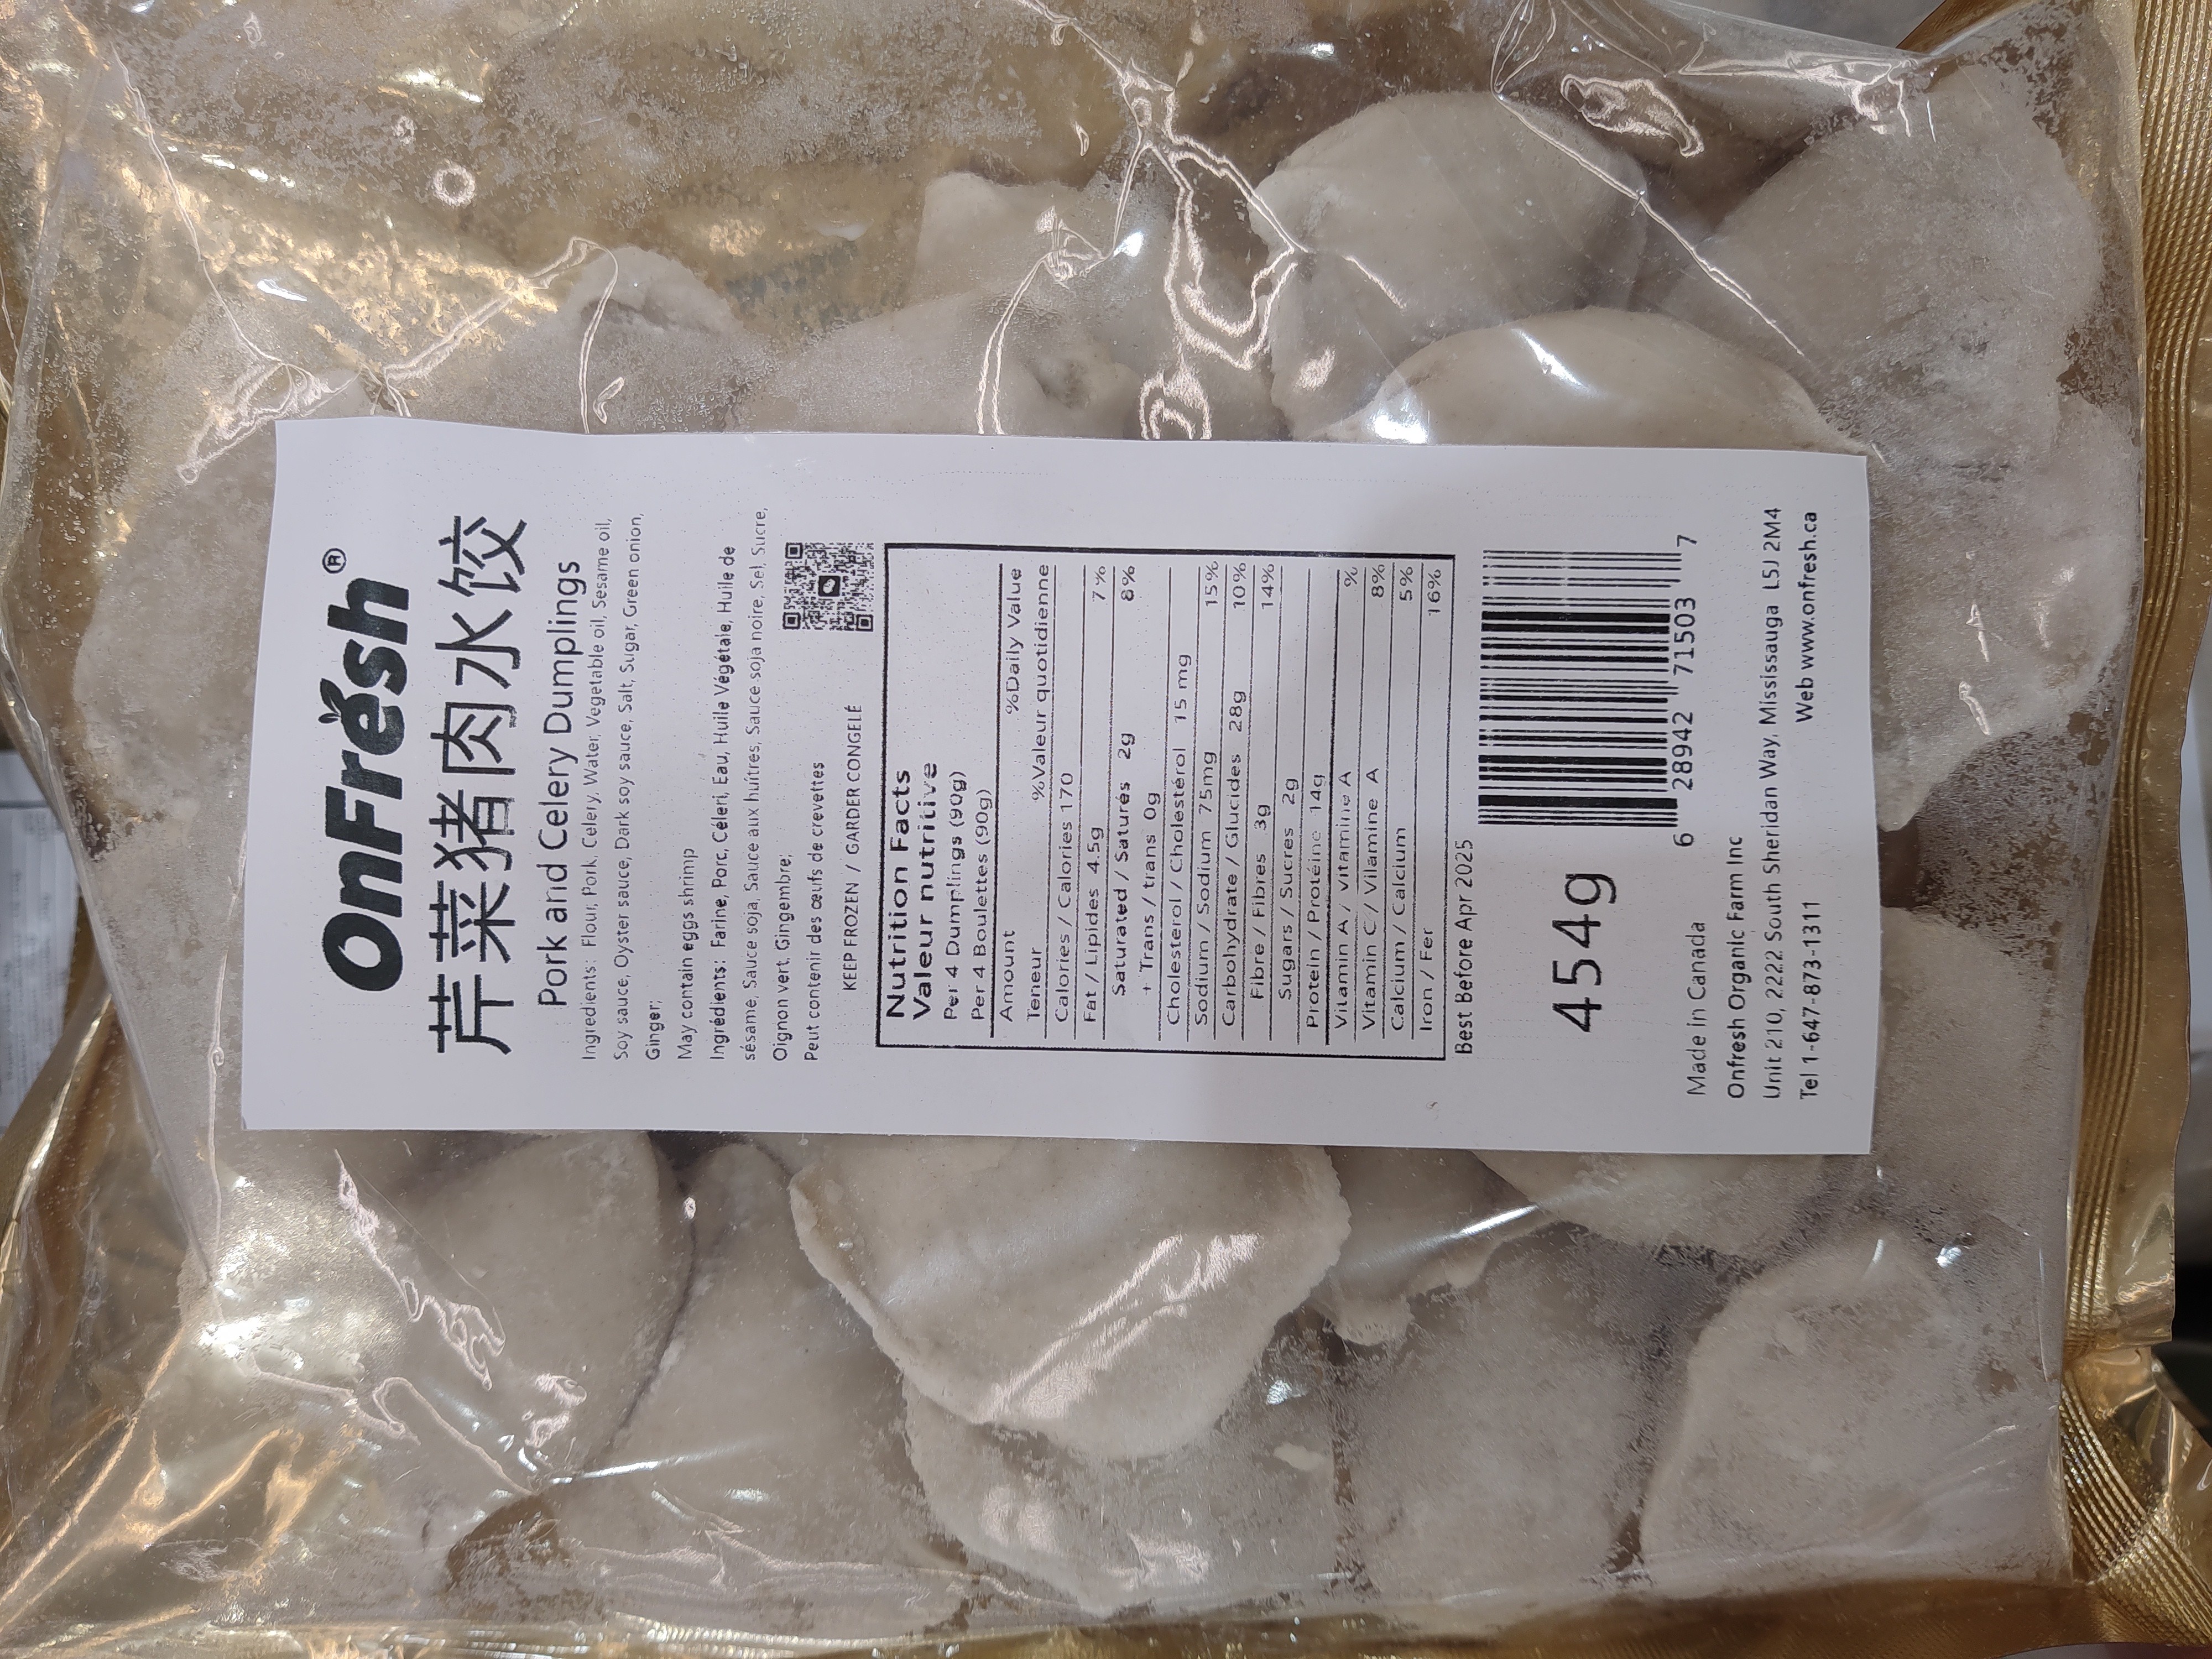 OnFresh®
芹菜猪肉水饺
Pork and Celery Dumplings
Ingredients: Flour, Pork, Celery, Water, Vegetable oil, Sesame oil,
Soy sauce, Oyster sauce, Dark soy sauce, Salt, Sugar, Green onion,
Ginger;
May contain eggs shrimp
Ingrédients: Farine, Porc, Céleri, Eau, Huile Végétale, Huile de
sésame, Sauce soja, Sauce aux huîtres, Sauce soja noire, Sel, Sucre,
Oignon vert, Gingembre;
Peut contenir des œufs de crevettes
KEEP FROZEN / GARDER CONGELÉ
Nutrition Facts
Valeur nutritive
Per 4 Dumplings (90g)
Per 4 Boulettes (90g)
Amount %Daily Value
Teneur %Valeur quotidienne
Calories / Calories 170
Fat / Lipides 4.5g 7 %
Saturated / Saturés 2g 8%
+ Trans / trans 0g
Cholesterol / Cholestérol 15 mg
Sodium / Sodium 75mg 15%
Carbohydrate / Glucides 28g 10%
Fibre / Fibres 3g 14%
Sugars / Sucres 2g
Protein / Protéine 14g
Vitamin A / vitamine A %
Vitamin C / Vilamine A 8%
Calcium / Calcium 5%
Iron / Fer 16%
Best Before Apr 2025
454g
6 28942 71503 7
Made in Canada
Onfresh Organic Farm Inc
Unit 210, 2222 South Sheridan Way, Mississauga L5J 2M4
Tel 1-647-873-1311 Web www.onfresh.ca